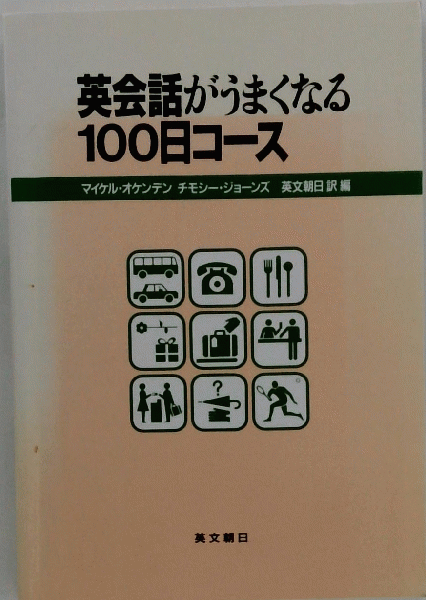 英会話がうまくなる
100日コース
マイケル・オケンデン チモシー・ジョーンズ 英文朝日 訳編
?
英文朝日